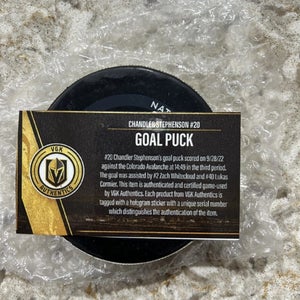 NAT
CHANDLER STEPHENSON #20
GOAL PUCK
VGK
AUTHENTICS
#20 Chandler Stephenson's goal puck scored on 9/28/22
against the Colorado Avalanche at 14:49 in the third period.
The goal was assisted by #2 Zach Whitecloud and #40 Lukas
Cormier. This item is authenticated and certified game-used
by VGK Authentics. Each product from VGK Authentics is
tagged with a hologram sticker with a unique serial number
which distinguishes the authentication of the item.